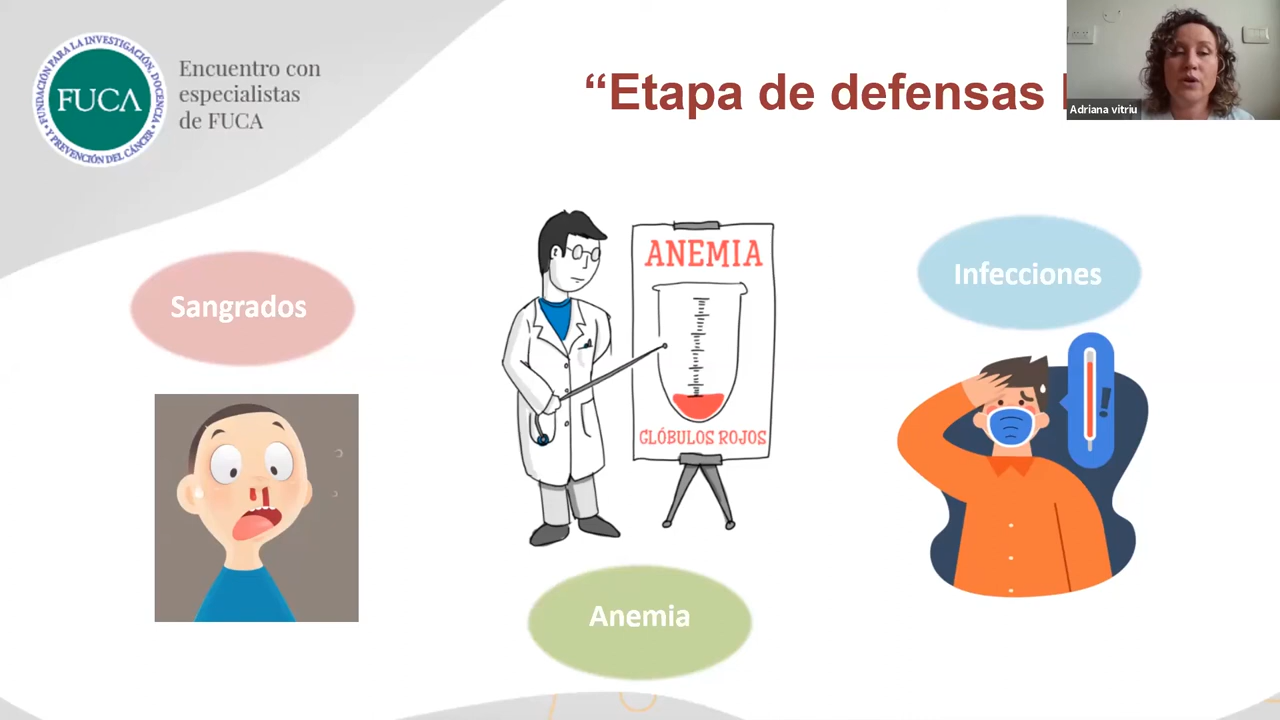 FUNDACIÓN PARA LA INVESTIGACIÓN, DOCENCIA
Y PREVENCIÓN DEL CÁNCER
FUCA
Encuentro con
especialistas
de FUCA
“Etapa de defensas
Adriana vitriu
Sangrados
ANEMIA
GLÓBULOS ROJOS
Infecciones
Anemia